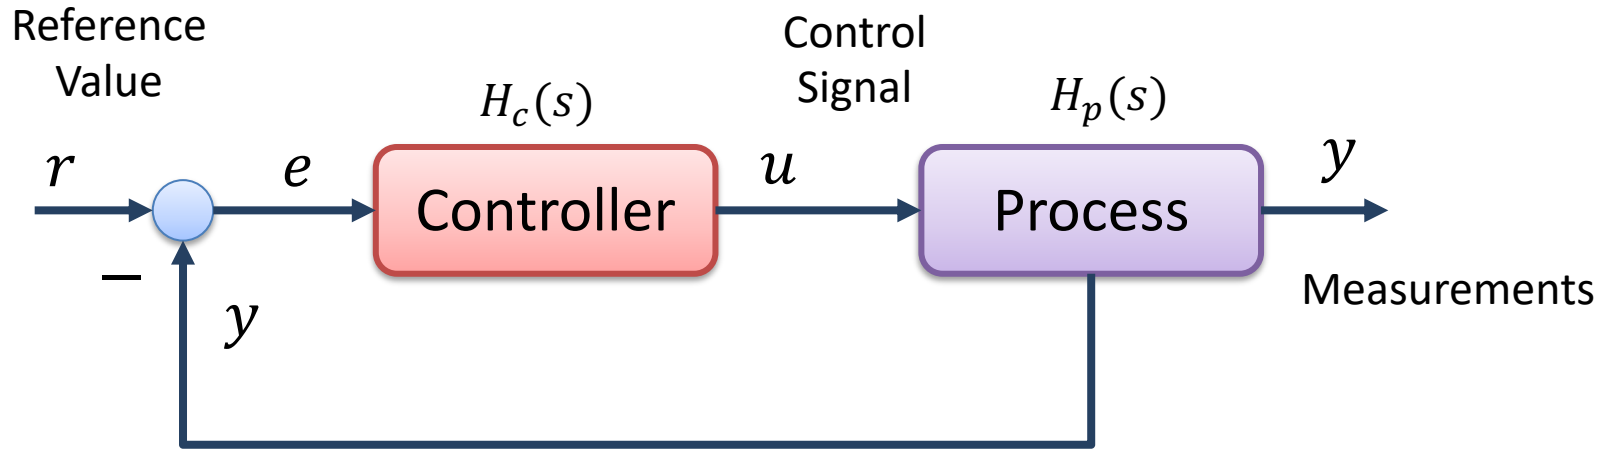 Reference
Value
Control
Signal
H_c(s)
H_p(s)
r
e
u
y
Controller
Process
−
y
Measurements